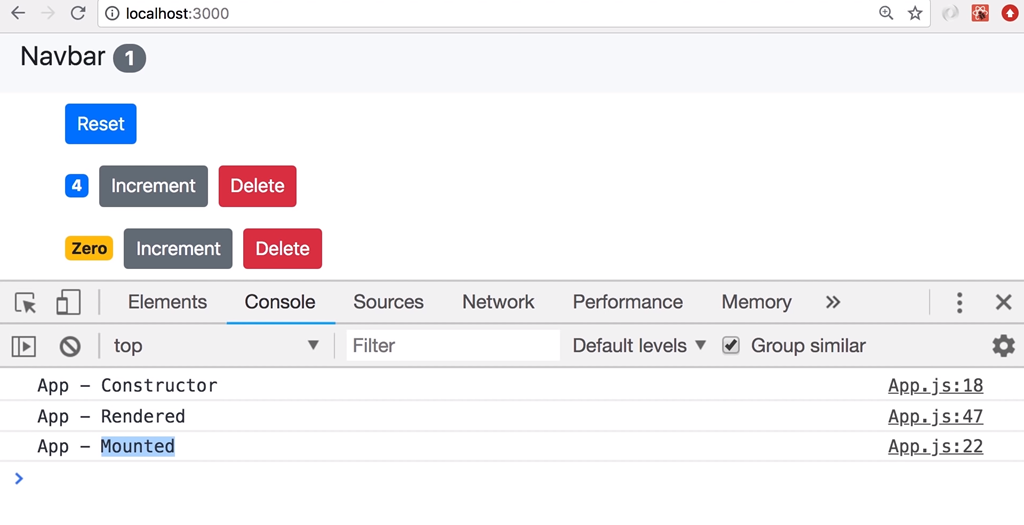 localhost:3000
Navbar 1
Reset
4 Increment Delete
Zero Increment Delete
Elements Console Sources Network Performance Memory »
top Filter Default levels Group similar
App – Constructor App.js:18
App – Rendered App.js:47
App – Mounted App.js:22